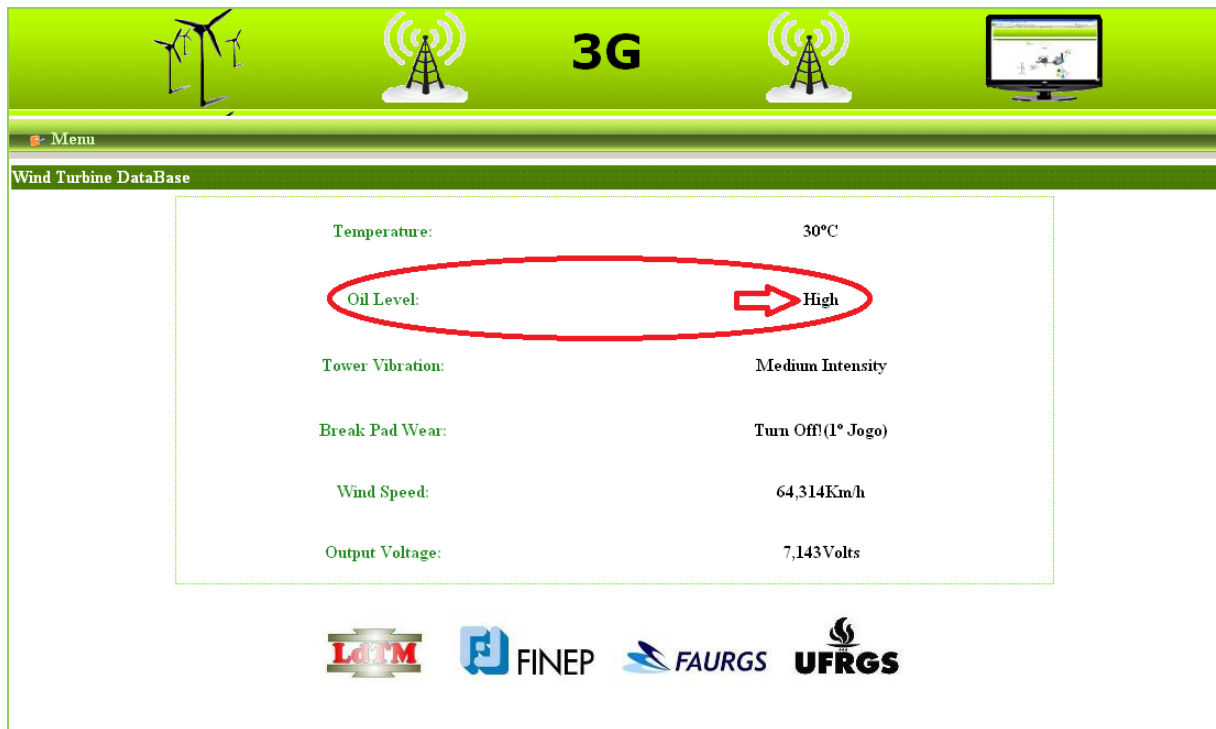 3G
Menu
Wind Turbine DataBase
Temperature: 30ºC
Oil Level: High
Tower Vibration: Medium Intensity
Break Pad Wear: Turn Off!(1º Jogo)
Wind Speed: 64,314Km/h
Output Voltage: 7,143Volts
LdTM FINEP FAURGS UFRGS